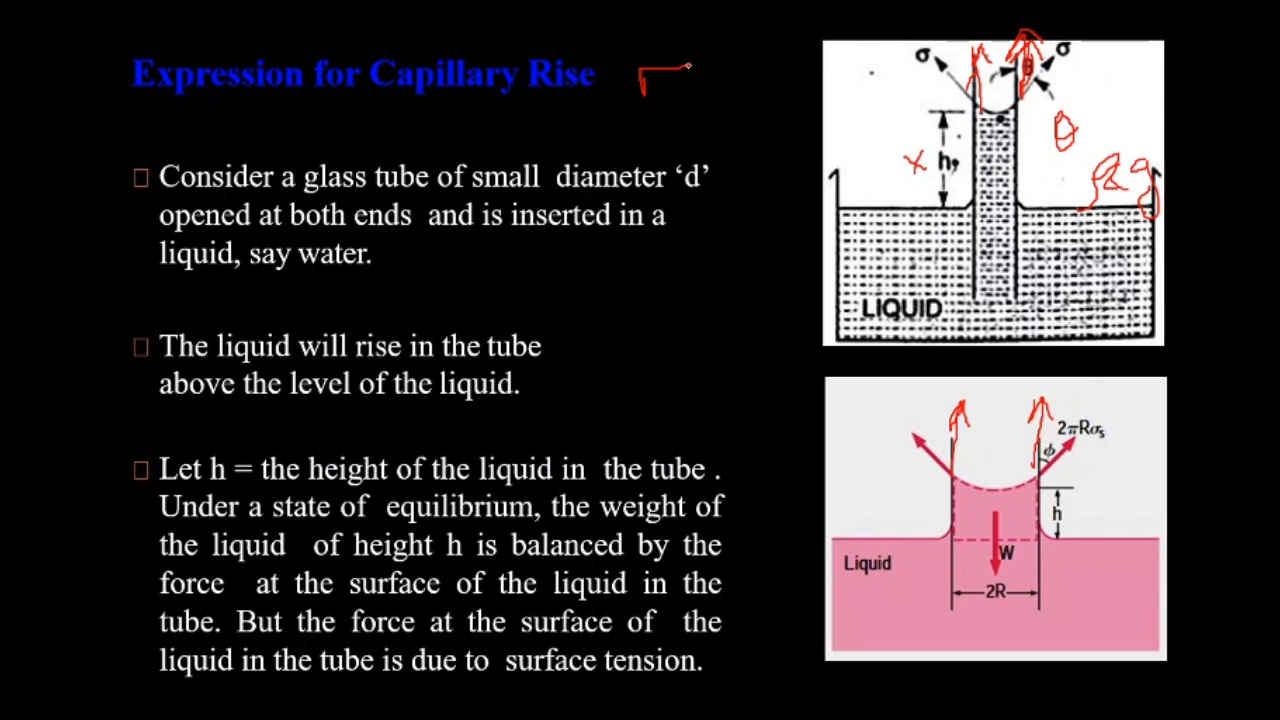 Expression for Capillary Rise
Consider a glass tube of small diameter ‘d’
opened at both ends and is inserted in a
liquid, say water.
The liquid will rise in the tube
above the level of the liquid.
Let h = the height of the liquid in the tube .
Under a state of equilibrium, the weight of
the liquid of height h is balanced by the
force at the surface of the liquid in the
tube. But the force at the surface of the
liquid in the tube is due to surface tension.
σ
σ
θ
θ
x
h
LIQUID
2πRσs
ϕ
h
W
Liquid
2R